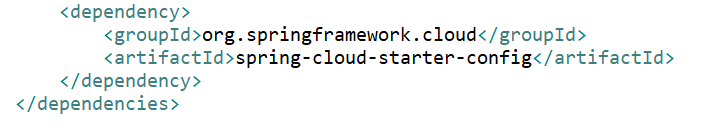 <dependency>
<groupId>org.springframework.cloud</groupId>
<artifactId>spring-cloud-starter-config</artifactId>
</dependency>
</dependencies>